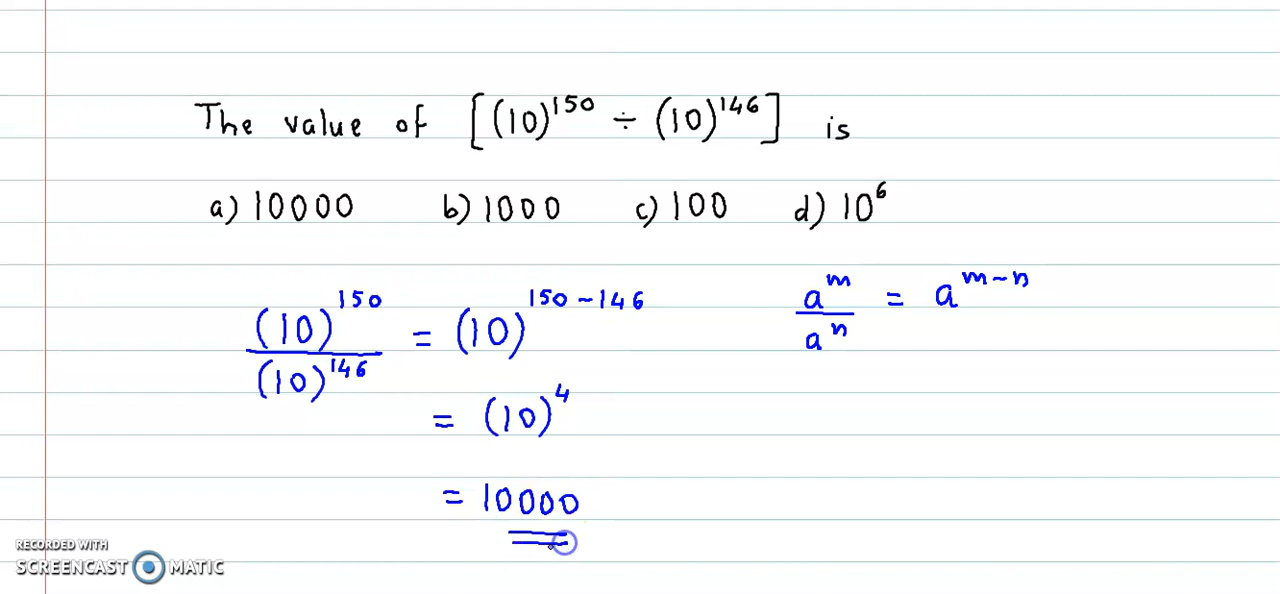 The value of [(10)^150 ÷ (10)^146] is
a) 10000 b) 1000 c) 100 d) 10^6
(10)^150 / (10)^146 = (10)^150-146
a^m / a^n = a^m-n
= (10)^4
= 10000
RECORDED WITH
SCREENCAST MATIC